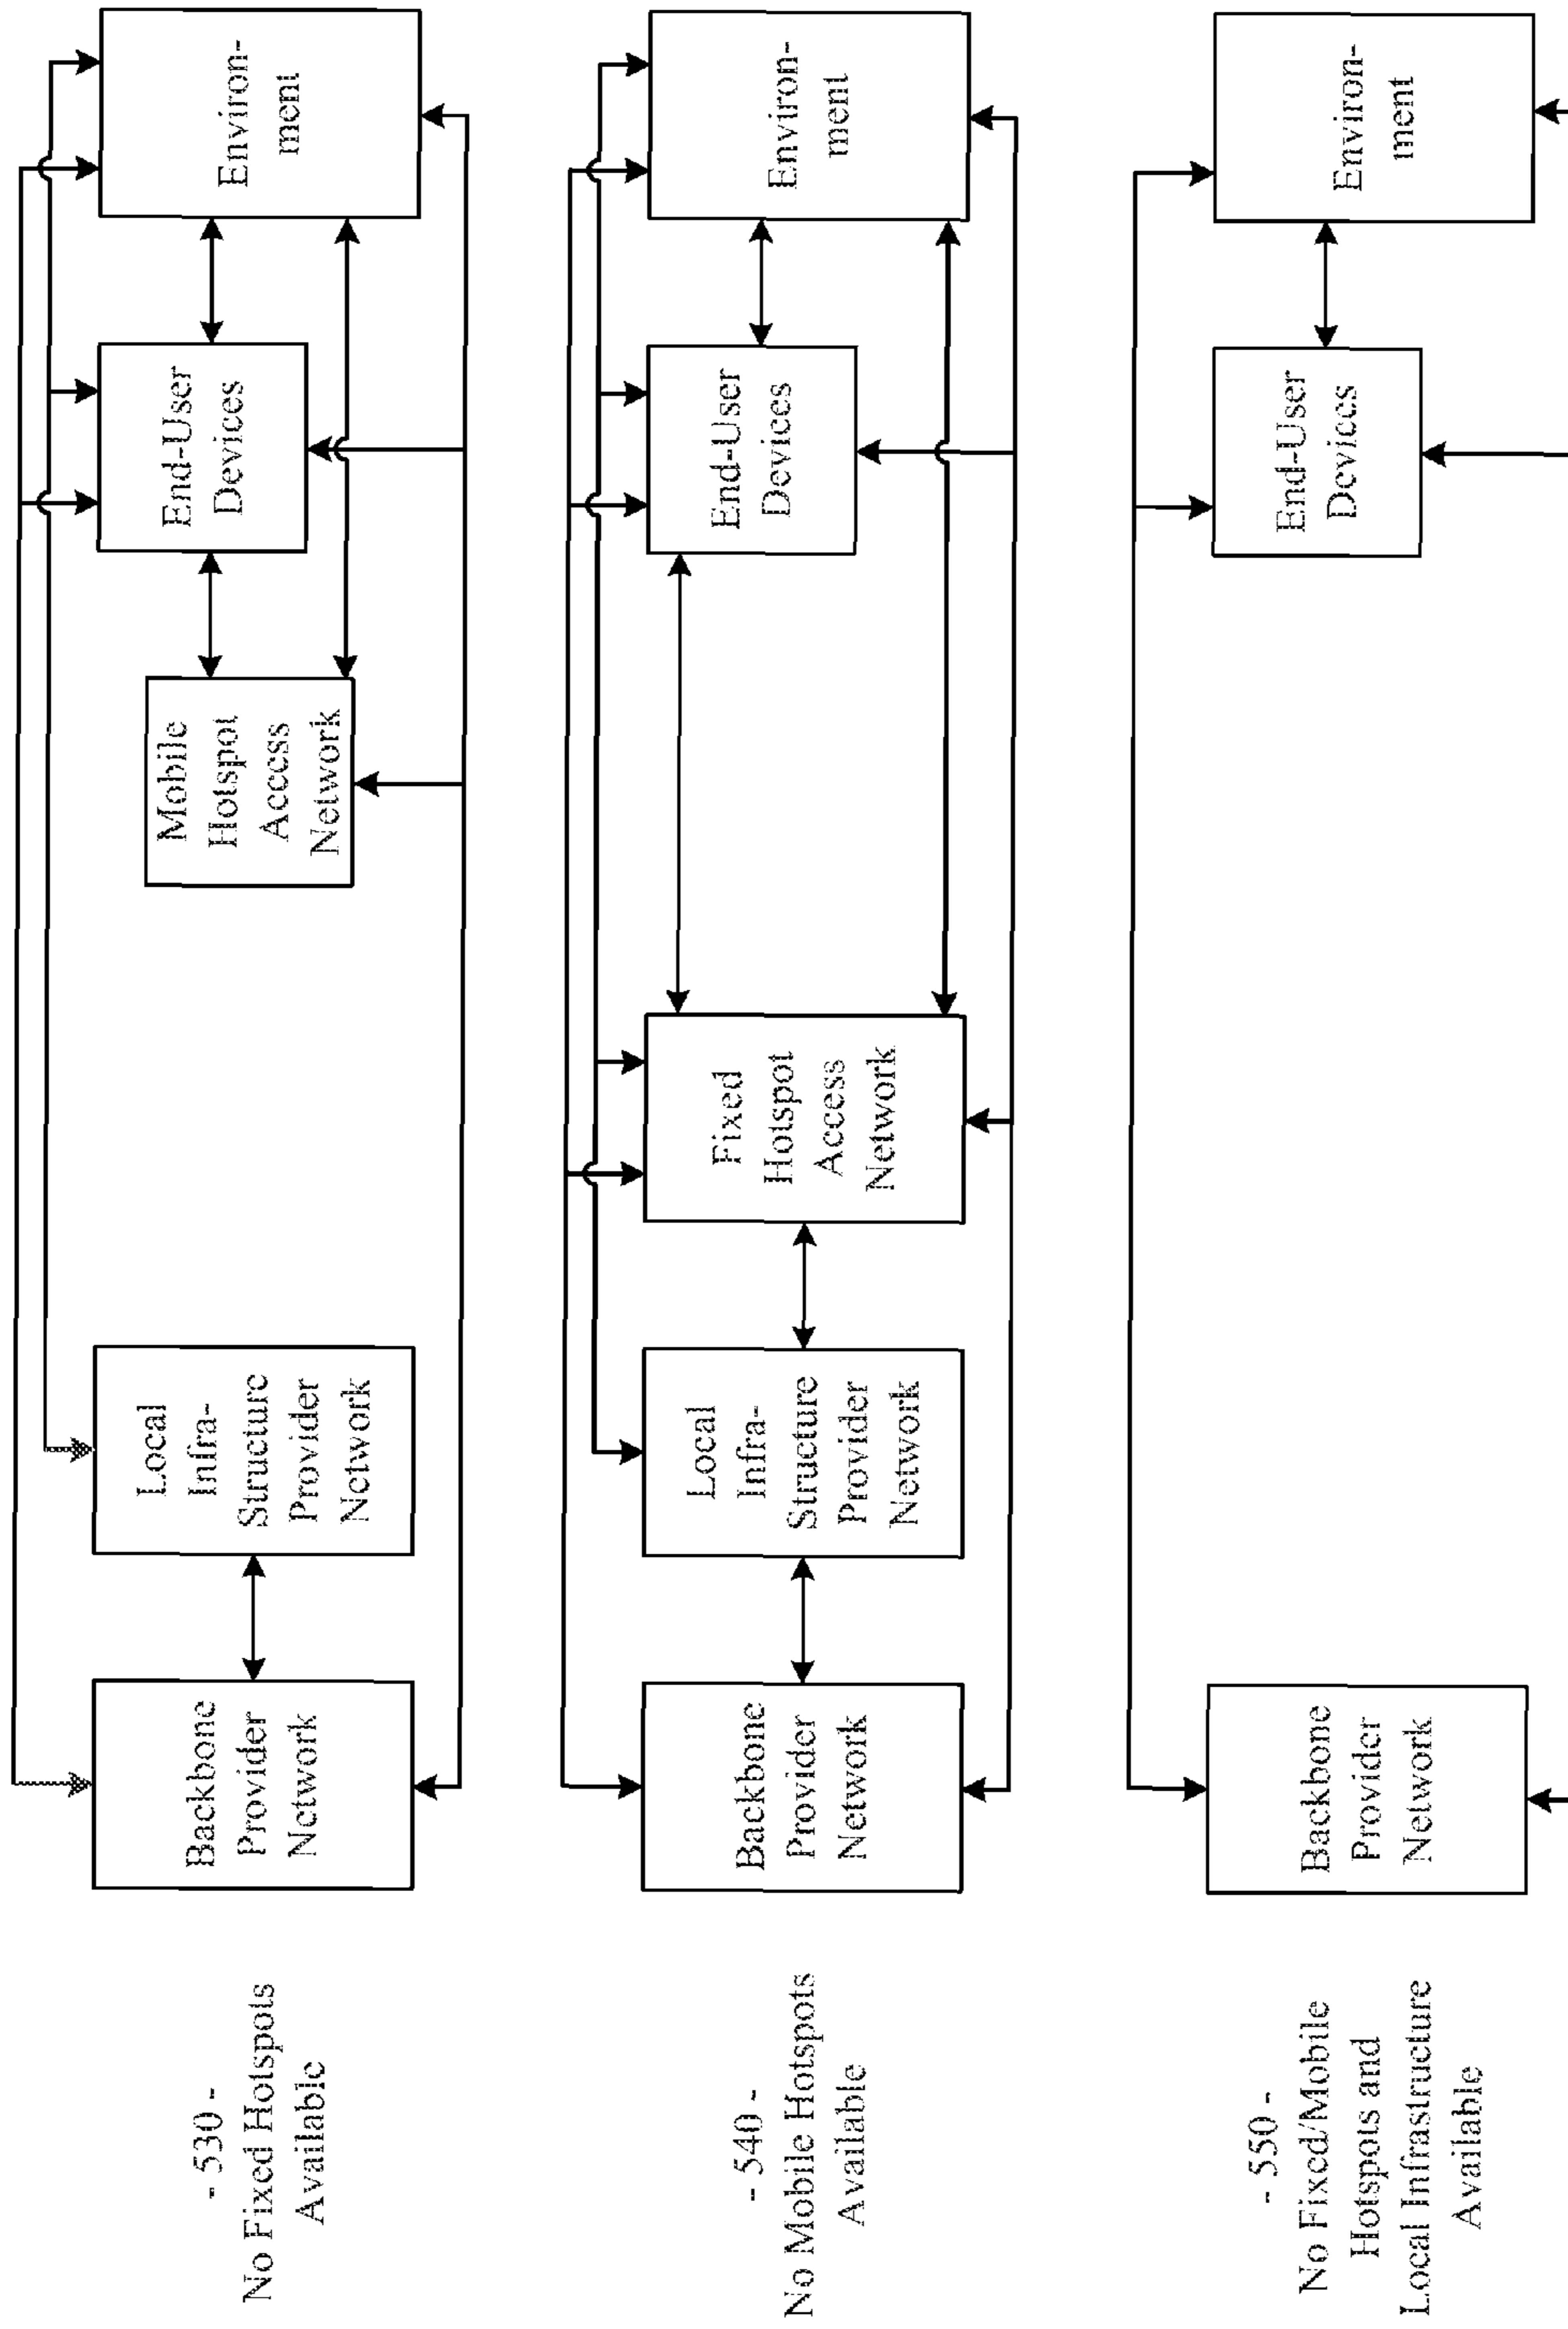 - 530 -
No Fixed Hotspots
Available
Backbone
Provider
Network
Local
Infra-
Structure
Provider
Network
Mobile
Hotspot
Access
Network
End-User
Devices
Environ-
ment
- 540 -
No Mobile Hotspots
Available
Backbone
Provider
Network
Local
Infra-
Structure
Provider
Network
Fixed
Hotspot
Access
Network
End-User
Devices
Environ-
ment
- 550 -
No Fixed/Mobile
Hotspots and
Local Infrastructure
Available
Backbone
Provider
Network
End-User
Devices
Environ-
ment